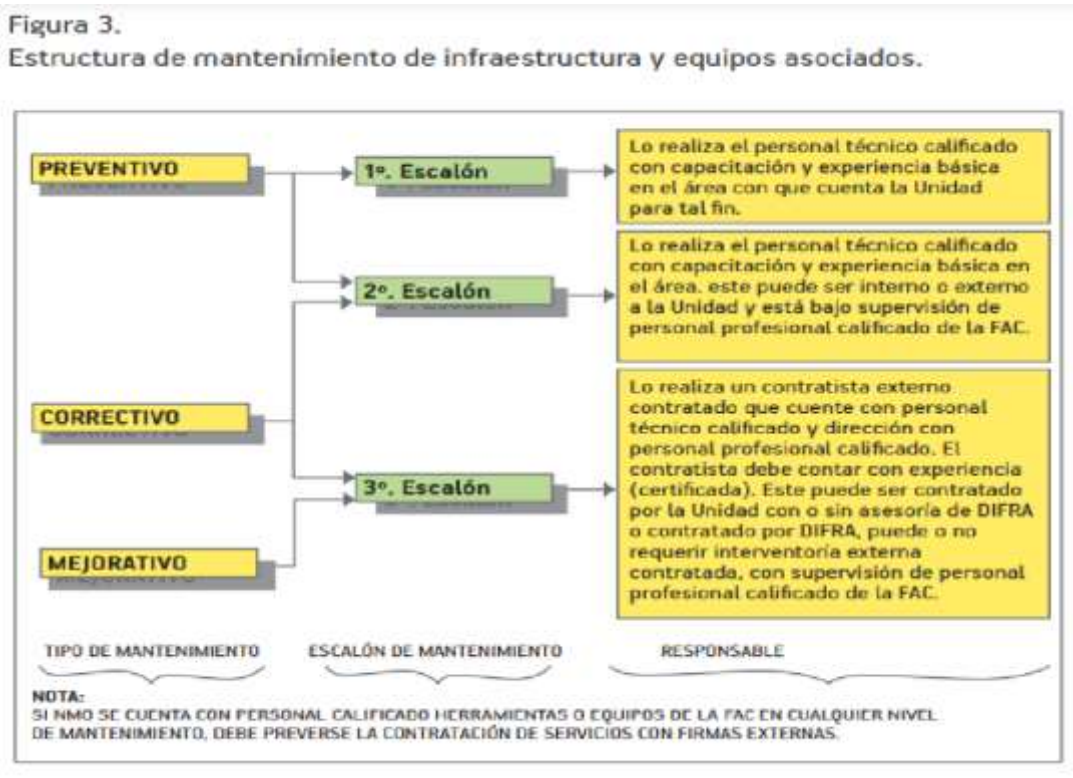 Figura 3.
Estructura de mantenimiento de infraestructura y equipos asociados.
PREVENTIVO
1º. Escalón
Lo realiza el personal técnico calificado
con capacitación y experiencia básica
en el área con que cuenta la Unidad
para tal fin.
2º. Escalón
Lo realiza el personal técnico calificado
con capacitación y experiencia básica en
el área. este puede ser interno o externo
a la Unidad y está bajo supervisión de
personal profesional calificado de la FAC.
CORRECTIVO
3º. Escalón
Lo realiza un contratista externo
contratado que cuente con personal
técnico calificado y dirección con
personal profesional calificado. El
contratista debe contar con experiencia
(certificada). Este puede ser contratado
por la Unidad con o sin asesoría de DIFRA
o contratado por DIFRA, puede o no
requerir interventoría externa
contratada, con supervisión de personal
profesional calificado de la FAC.
MEJORATIVO
TIPO DE MANTENIMIENTO
ESCALÓN DE MANTENIMIENTO
RESPONSABLE
NOTA:
SI NMO SE CUENTA CON PERSONAL CALIFICADO HERRAMIENTAS O EQUIPOS DE LA FAC EN CUALQUIER NIVEL
DE MANTENIMIENTO, DEBE PREVERSE LA CONTRATACIÓN DE SERVICIOS CON FIRMAS EXTERNAS.